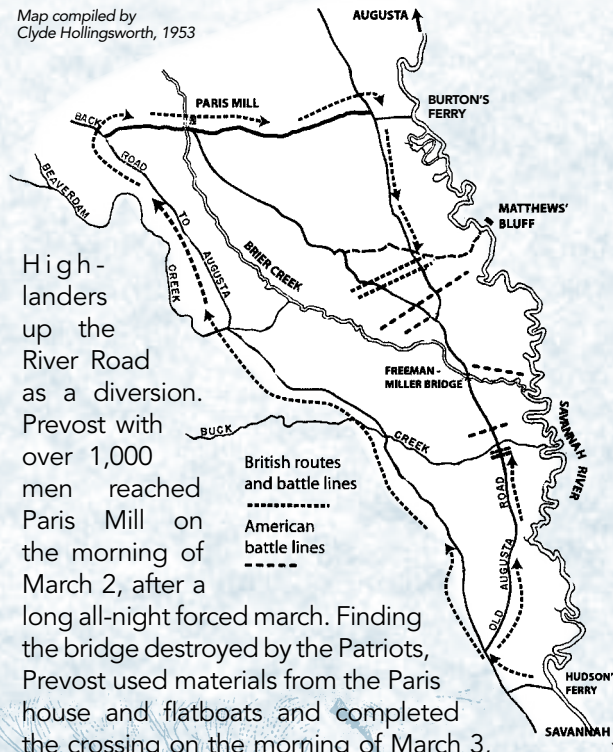 Map compiled by
Clyde Hollingsworth, 1953
AUGUSTA
PARIS MILL
BURTON'S
FERRY
BACK
ROAD
TO
AUGUSTA
BEAVERDAM
CREEK
MATTHEWS'
BLUFF
BRIER CREEK
FREEMAN -
MILLER BRIDGE
SAVANNAH RIVER
BUCK
CREEK
OLD
AUGUSTA
ROAD
HUDSON'
FERRY
SAVANNAH
British routes
and battle lines
American
battle lines
High-
landers
up the
River Road
as a diversion.
Prevost with
over 1,000
men reached
Paris Mill on
the morning of
March 2, after a
long all-night forced march. Finding
the bridge destroyed by the Patriots,
Prevost used materials from the Paris
house and flatboats and completed
the crossing on the morning of March 3.